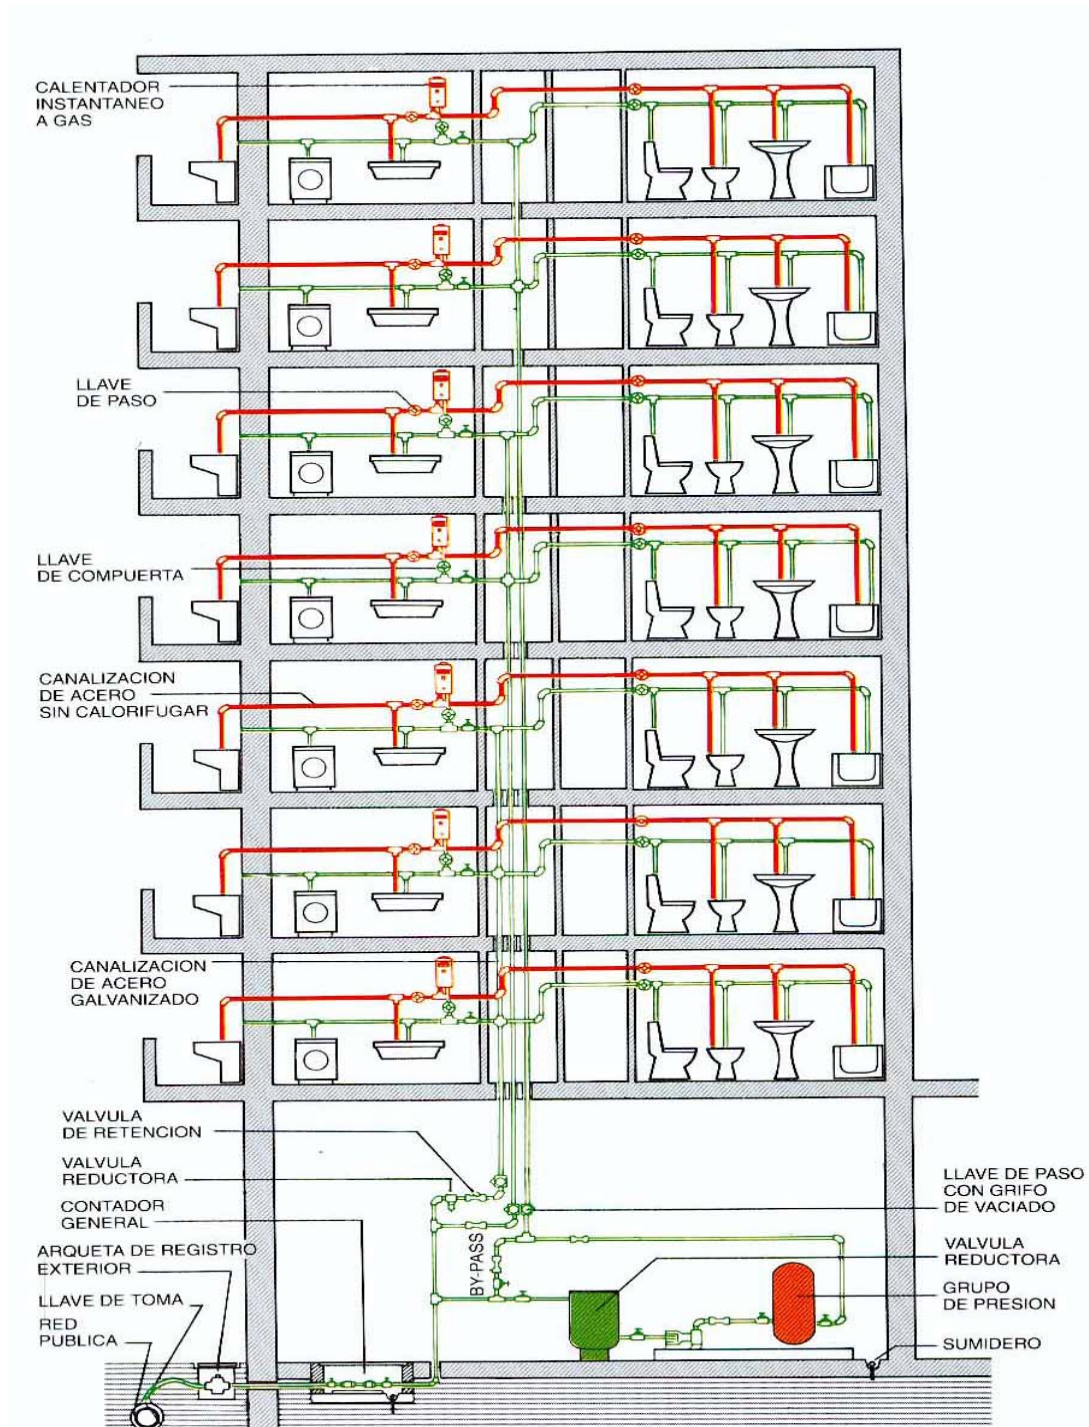 CALENTADOR
INSTANTANEO
A GAS
LLAVE
DE PASO
LLAVE
DE COMPUERTA
CANALIZACION
DE ACERO
SIN CALORIFUGAR
CANALIZACION
DE ACERO
GALVANIZADO
VALVULA
DE RETENCION
VALVULA
REDUCTORA
CONTADOR
GENERAL
ARQUETA DE REGISTRO
EXTERIOR
LLAVE DE TOMA
RED
PUBLICA
BY-PASS
LLAVE DE PASO
CON GRIFO
DE VACIADO
VALVULA
REDUCTORA
GRUPO
DE PRESION
SUMIDERO